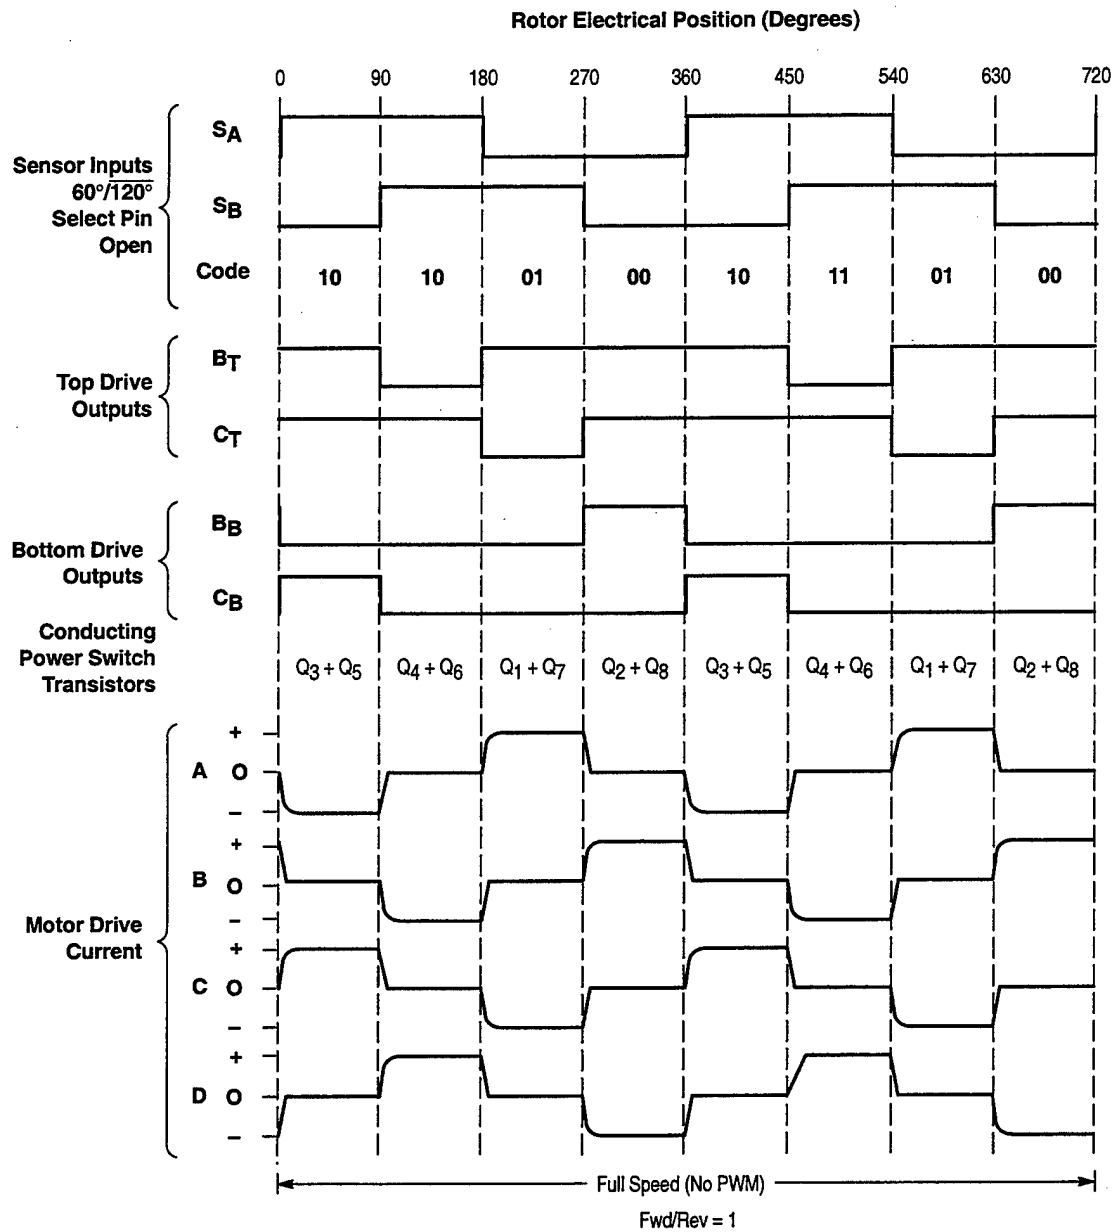 Rotor Electrical Position (Degrees)
0 90 180 270 360 450 540 630 720
Sensor Inputs
60°/120°
Select Pin
Open
SA
SB
Code 10 10 01 00 10 11 01 00
Top Drive
Outputs
BT
CT
Bottom Drive
Outputs
BB
CB
Conducting
Power Switch
Transistors
Q3 + Q5 Q4 + Q6 Q1 + Q7 Q2 + Q8 Q3 + Q5 Q4 + Q6 Q1 + Q7 Q2 + Q8
Motor Drive
Current
+
A O
–
+
B O
–
+
C O
–
+
D O
–
Full Speed (No PWM)
Fwd/Rev = 1